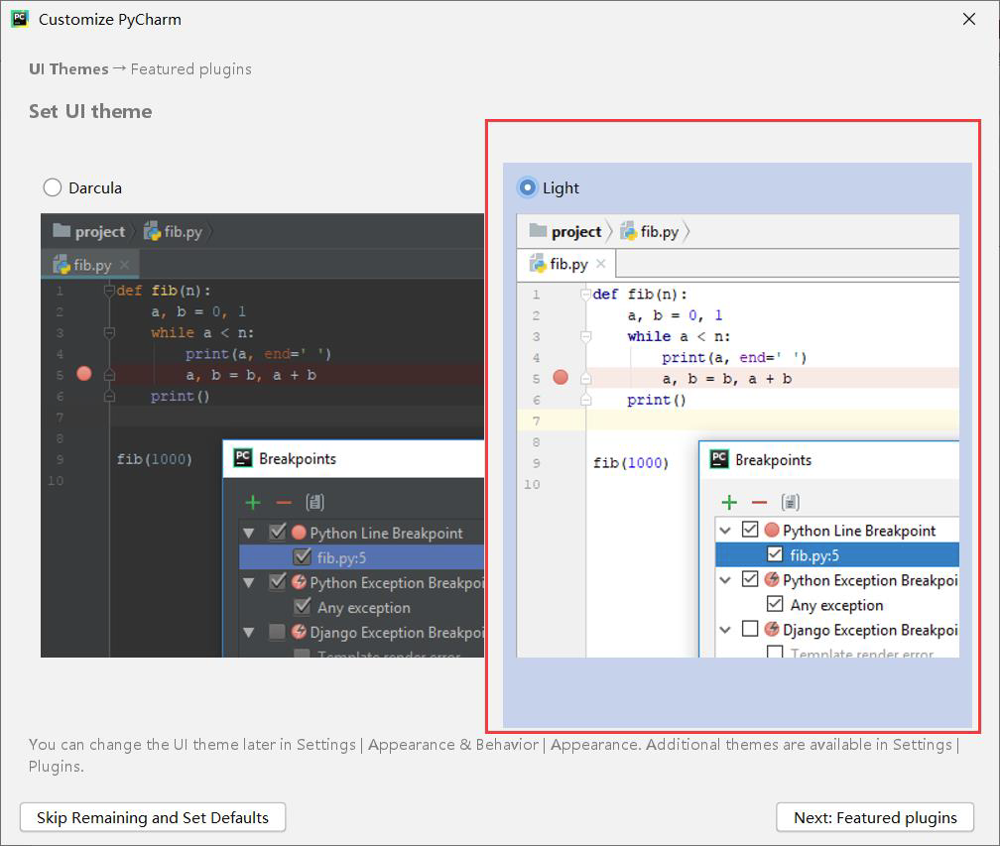 PC Customize PyCharm
UI Themes → Featured plugins
Set UI theme
Darcula
project fib.py
fib.py
1 def fib(n):
2 a, b = 0, 1
3 while a < n:
4 print(a, end=' ')
5 a, b = b, a + b
6 print()
7
8
9 fib(1000)
10
PC Breakpoints
Python Line Breakpoint
fib.py:5
Python Exception Breakpoi
Any exception
Django Exception Breakpoi
Template render error
Light
project fib.py
fib.py
1 def fib(n):
2 a, b = 0, 1
3 while a < n:
4 print(a, end=' ')
5 a, b = b, a + b
6 print()
7
8
9 fib(1000)
10
PC Breakpoints
Python Line Breakpoint
fib.py:5
Python Exception Breakpoi
Any exception
Django Exception Breakpoi
Template render error
You can change the UI theme later in Settings | Appearance & Behavior | Appearance. Additional themes are available in Settings |
Plugins.
Skip Remaining and Set Defaults
Next: Featured plugins